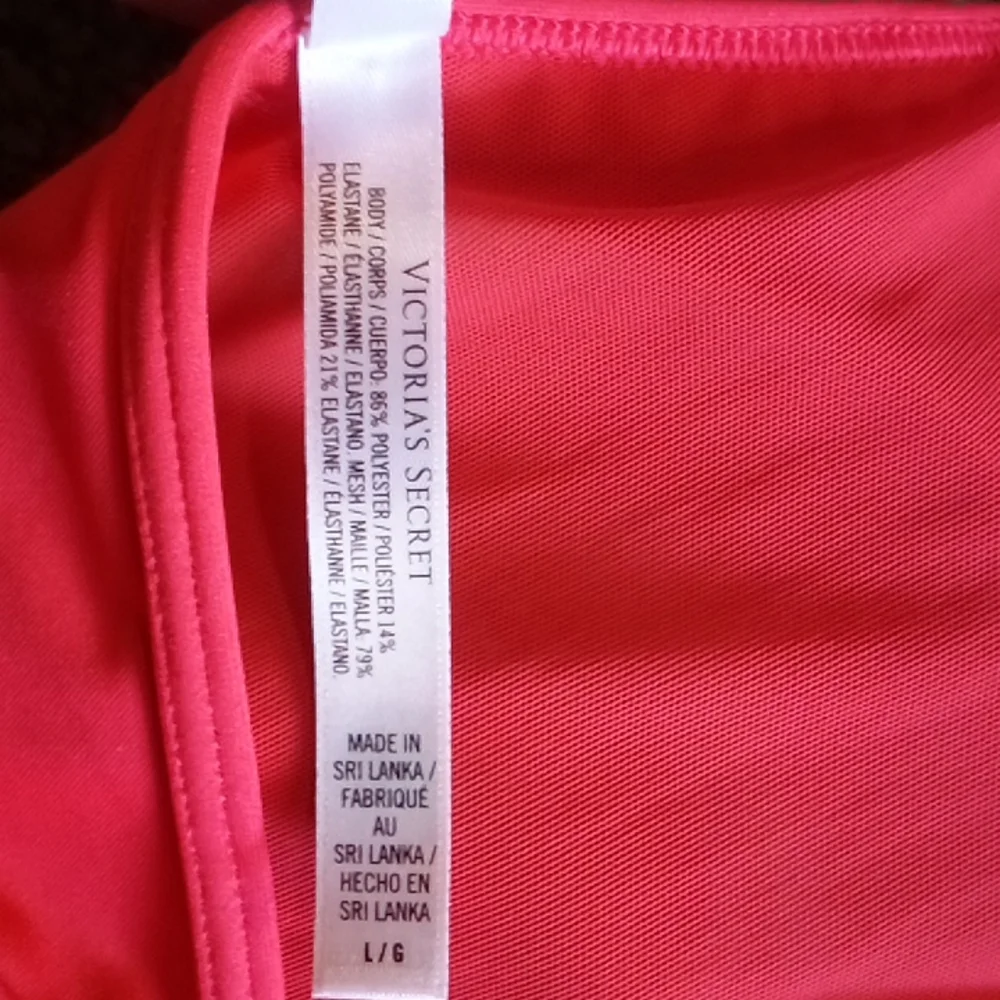 VICTORIA'S SECRET
BODY / CORPS / CUERPO: 86% POLYESTER / POLIÉSTER 14%
ELASTANE / ÉLASTHANNE / ELASTANO. MESH / MAILLE / MALLA: 79%
POLYAMIDE / POLIAMIDA 21% ELASTANE / ÉLASTHANNE / ELASTANO.
MADE IN
SRI LANKA /
FABRIQUÉ
AU
SRI LANKA /
HECHO EN
SRI LANKA
L / G